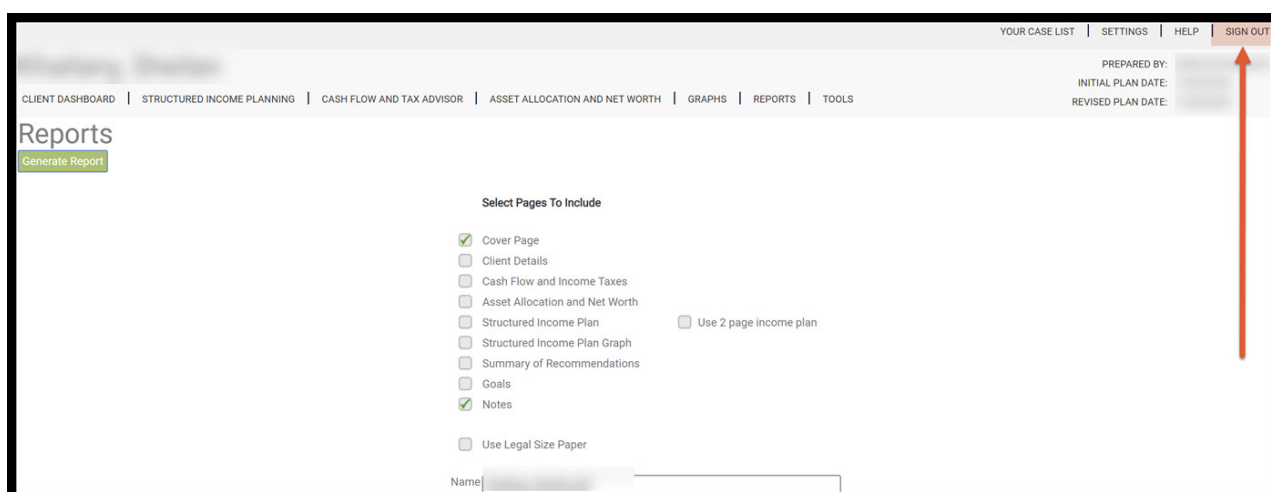 YOUR CASE LIST | SETTINGS | HELP | SIGN OUT
PREPARED BY:
INITIAL PLAN DATE:
REVISED PLAN DATE:
CLIENT DASHBOARD | STRUCTURED INCOME PLANNING | CASH FLOW AND TAX ADVISOR | ASSET ALLOCATION AND NET WORTH | GRAPHS | REPORTS | TOOLS
Reports
Generate Report
Select Pages To Include
Cover Page
Client Details
Cash Flow and Income Taxes
Asset Allocation and Net Worth
Structured Income Plan Use 2 page income plan
Structured Income Plan Graph
Summary of Recommendations
Goals
Notes
Use Legal Size Paper
Name